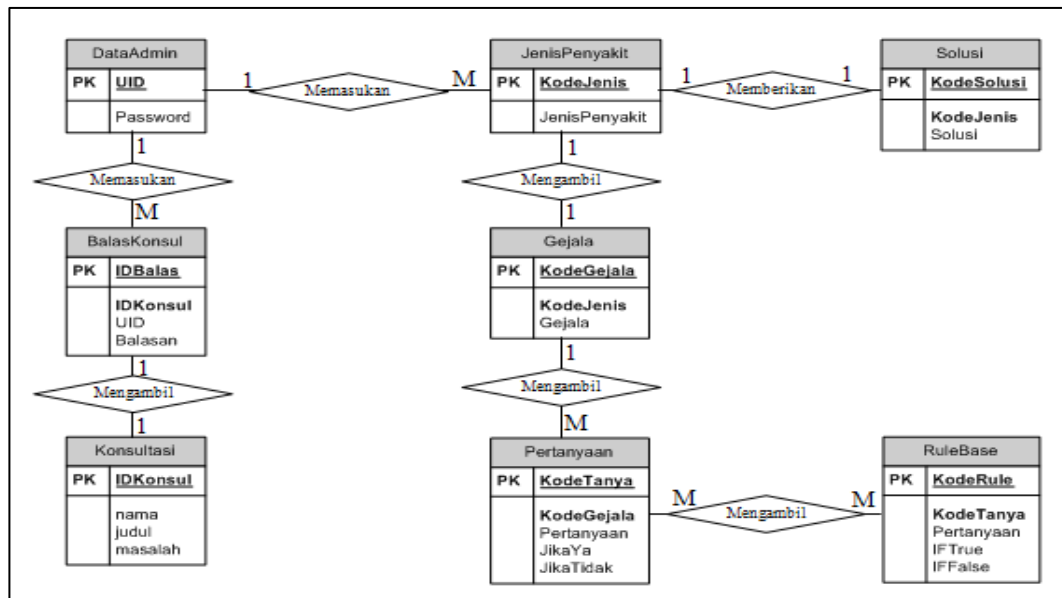 DataAdmin
PK UID
Password
1
Memasukan
M
JenisPenyakit
PK KodeJenis
JenisPenyakit
1
Memberikan
1
Solusi
PK KodeSolusi
KodeJenis
Solusi
1
Memasukan
M
1
Mengambil
1
BalasKonsul
PK IDBalas
IDKonsul
UID
Balasan
Gejala
PK KodeGejala
KodeJenis
Gejala
1
Mengambil
1
1
Mengambil
M
Konsultasi
PK IDKonsul
nama
judul
masalah
Pertanyaan
PK KodeTanya
KodeGejala
Pertanyaan
JikaYa
JikaTidak
M
Mengambil
M
RuleBase
PK KodeRule
KodeTanya
Pertanyaan
IFTrue
IFFalse